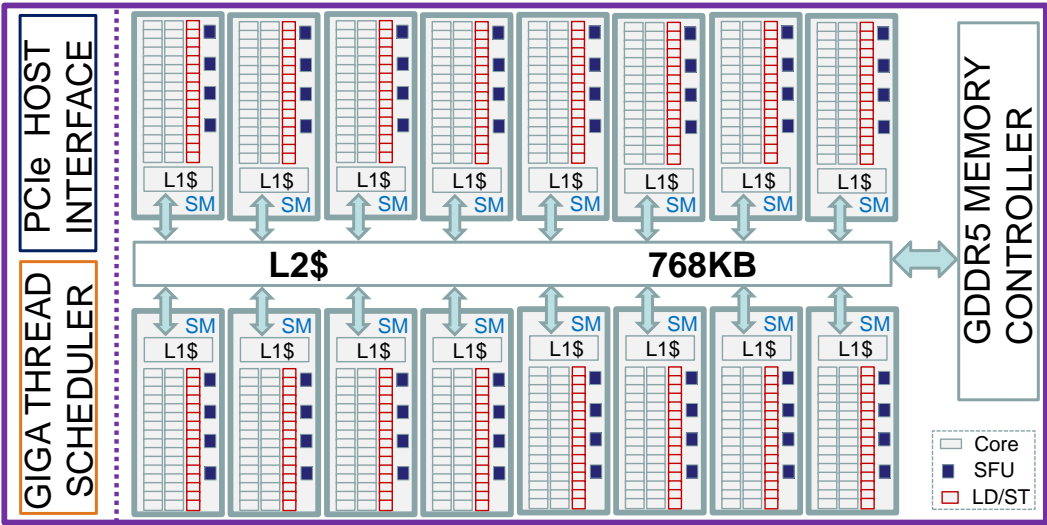 PCIe HOST
INTERFACE
GIGA THREAD
SCHEDULER
L1$ L1$ L1$ L1$ L1$ L1$ L1$ L1$
SM SM SM SM SM SM SM SM
L2$ 768KB
SM SM SM SM SM SM SM SM
L1$ L1$ L1$ L1$ L1$ L1$ L1$ L1$
GDDR5 MEMORY
CONTROLLER
Core
SFU
LD/ST